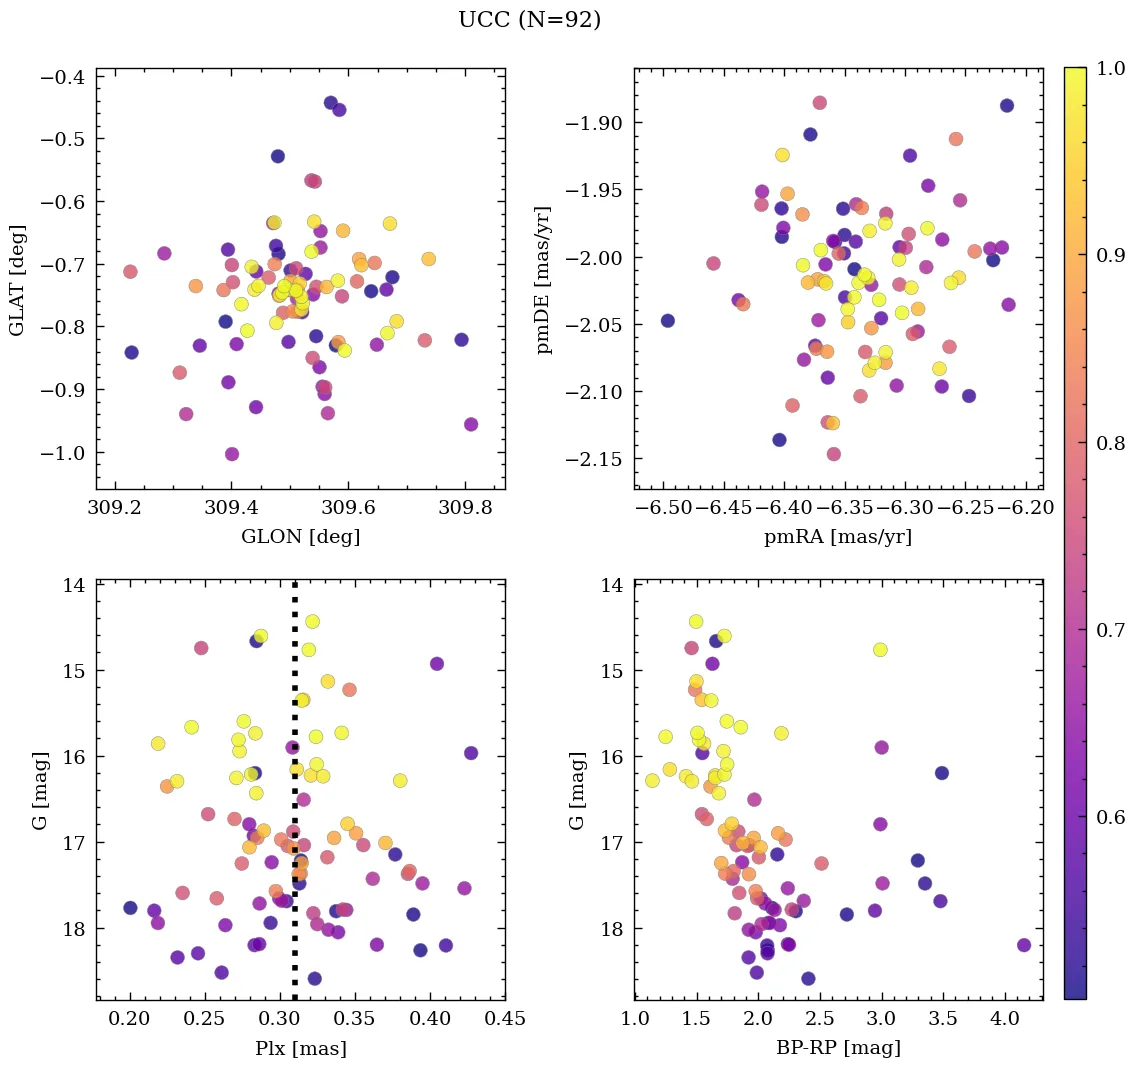 UCC (N=92)
−0.4
−0.5
−0.6
−0.7
−0.8
−0.9
−1.0
GLAT [deg]
309.2 309.4 309.6 309.8
GLON [deg]
−1.90
−1.95
−2.00
−2.05
−2.10
−2.15
pmDE [mas/yr]
−6.50 −6.45 −6.40 −6.35 −6.30 −6.25 −6.20
pmRA [mas/yr]
1.0
0.9
0.8
0.7
0.6
14
15
16
17
18
G [mag]
0.20 0.25 0.30 0.35 0.40 0.45
Plx [mas]
14
15
16
17
18
G [mag]
1.0 1.5 2.0 2.5 3.0 3.5 4.0
BP-RP [mag]